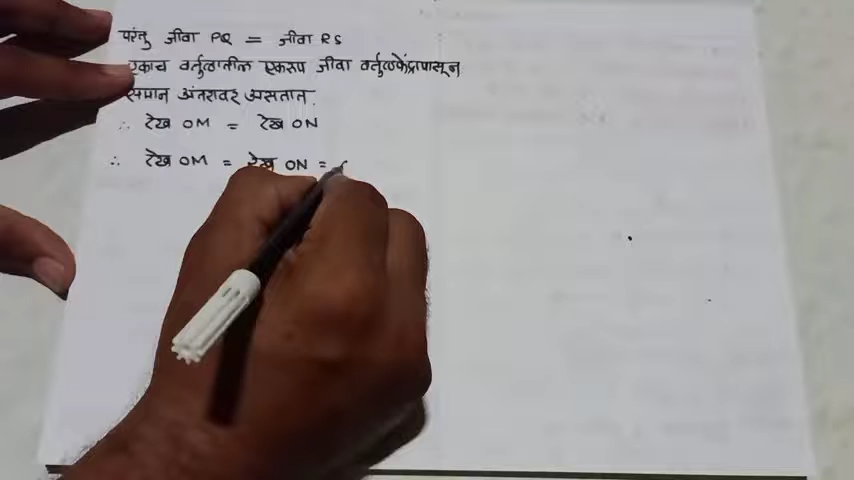 परंतु जीवा PQ = जीवा RS
एकाच वर्तुळातील एकरूप जीवा वर्तुळकेंद्रापासून
समान अंतरावर असतात.
∴ रेख OM = रेख ON
∴ रेख OM = रेख ON =